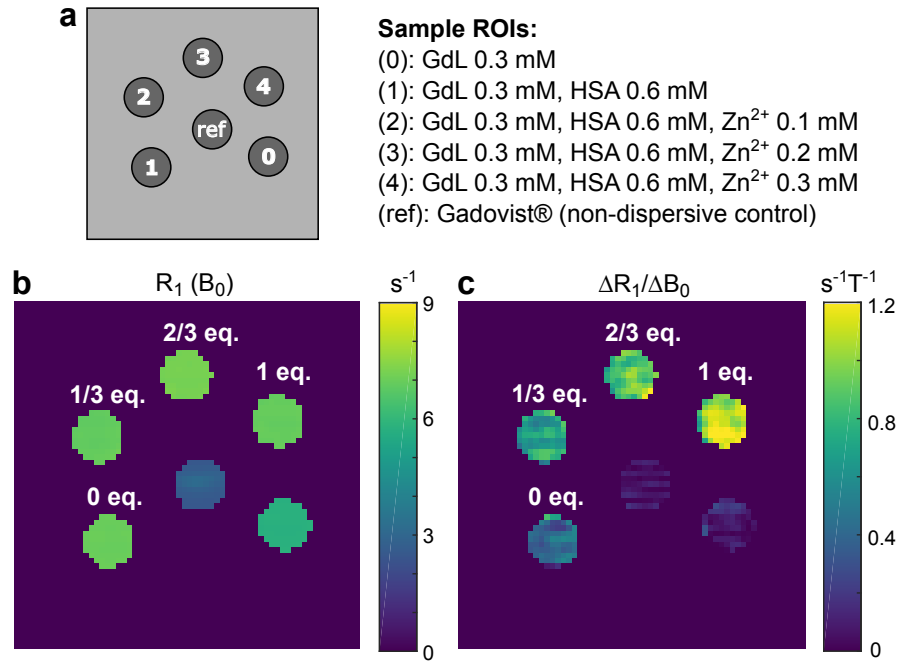 a
3
4
2
ref
1
0
Sample ROIs:
(0): GdL 0.3 mM
(1): GdL 0.3 mM, HSA 0.6 mM
(2): GdL 0.3 mM, HSA 0.6 mM, Zn²⁺ 0.1 mM
(3): GdL 0.3 mM, HSA 0.6 mM, Zn²⁺ 0.2 mM
(4): GdL 0.3 mM, HSA 0.6 mM, Zn²⁺ 0.3 mM
(ref): Gadovist® (non-dispersive control)
b
R₁ (B₀)
s⁻¹
2/3 eq.
1 eq.
1/3 eq.
0 eq.
9
6
3
0
c
ΔR₁/ΔB₀
s⁻¹T⁻¹
2/3 eq.
1 eq.
1/3 eq.
0 eq.
1.2
0.8
0.4
0